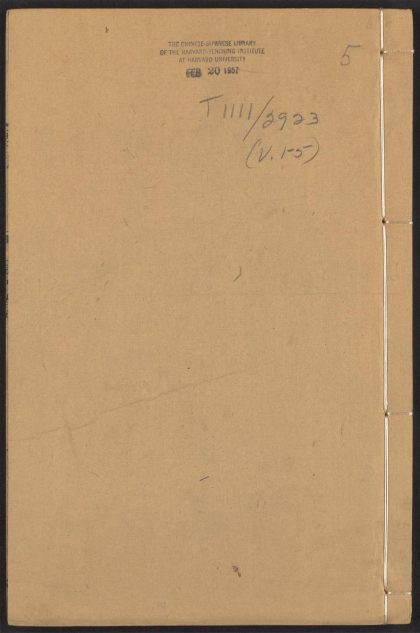 THE CHINESE-JAPANESE LIBRARY
OF THE HARVARD-YENCHING INSTITUTE
AT HARVARD UNIVERSITY
FEB 20 1957
5
T1111/2923
(V.1-5)